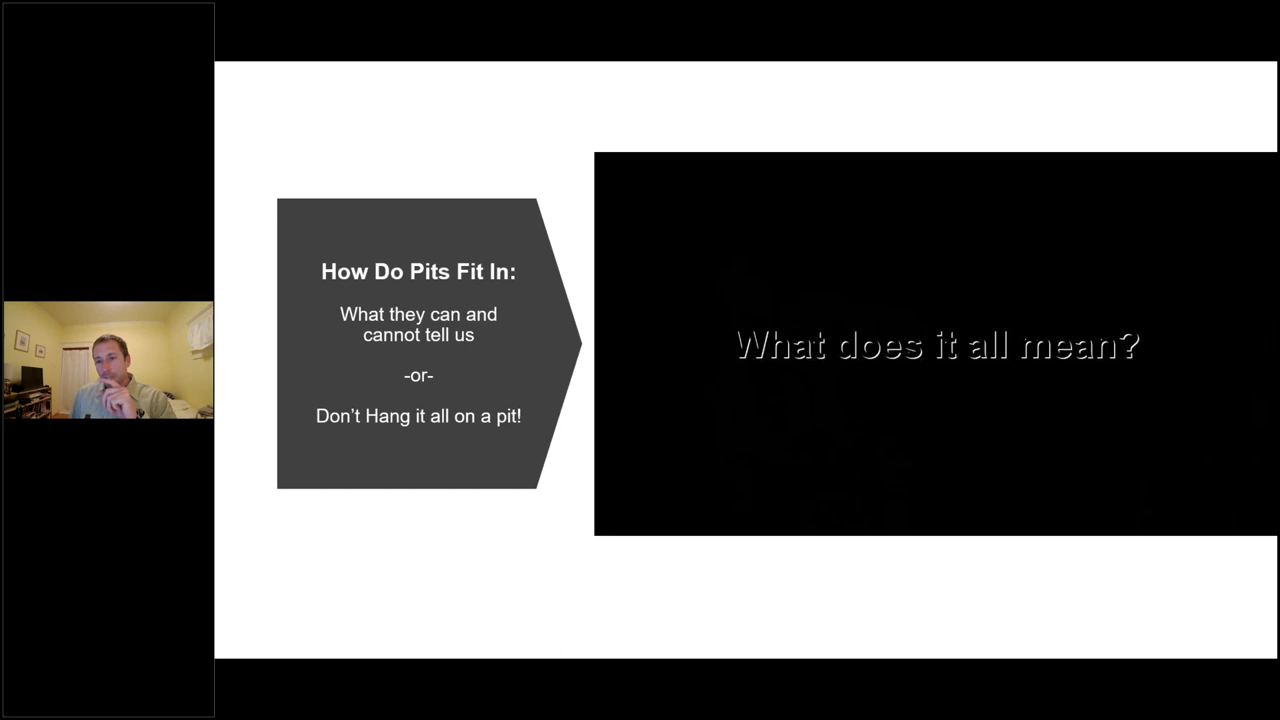 How Do Pits Fit In:
What they can and
cannot tell us
-or-
Don’t Hang it all on a pit!
What does it all mean?